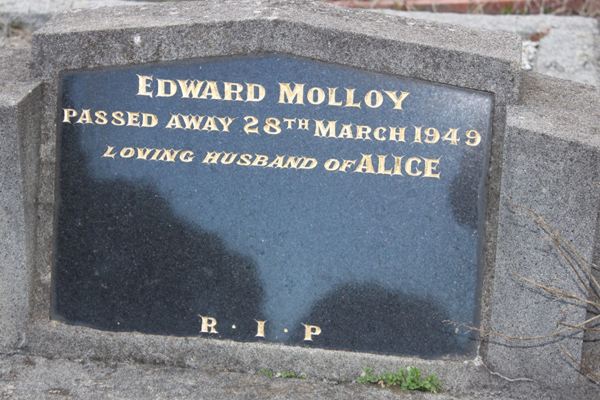 Edward Molloy
passed away 28th March 1949
loving husband of ALICE
R · I · P